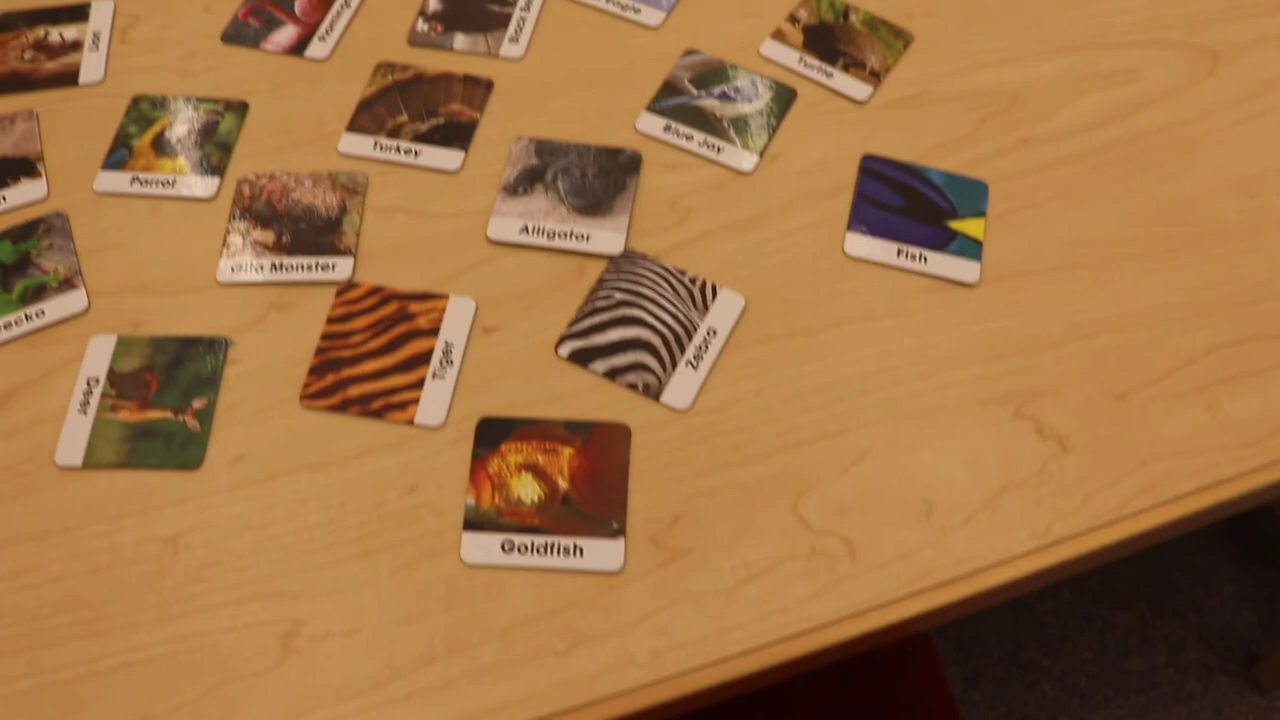 Turtle
Blue Jay
Turkey
Parrot
Alligator
Fish
Gila Monster
Zebra
Tiger
Deer
Goldfish